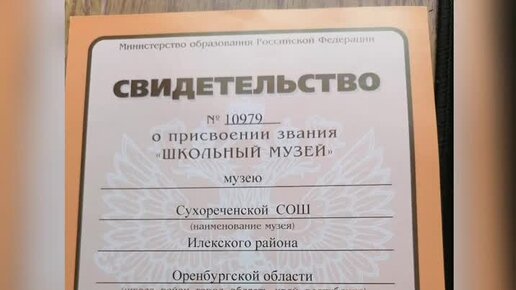 Министерство образования Российской Федерации
СВИДЕТЕЛЬСТВО
№ 10979
о присвоении звания
«ШКОЛЬНЫЙ МУЗЕЙ»
музею
Сухореченской СОШ
(наименование музея)
Илекского района
Оренбургской области